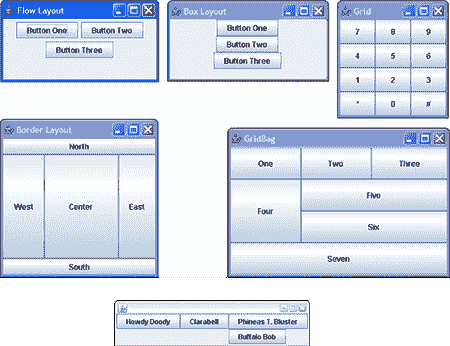 Flow Layout
Button One Button Two
Button Three
Box Layout
Button One
Button Two
Button Three
Grid
7 8 9
4 5 6
1 2 3
* 0 #
Border Layout
North
West Center East
South
GridBag
One Two Three
Four
Five
Six
Seven
Howdy Doody Clarabell Phineas T. Bluster
Buffalo Bob